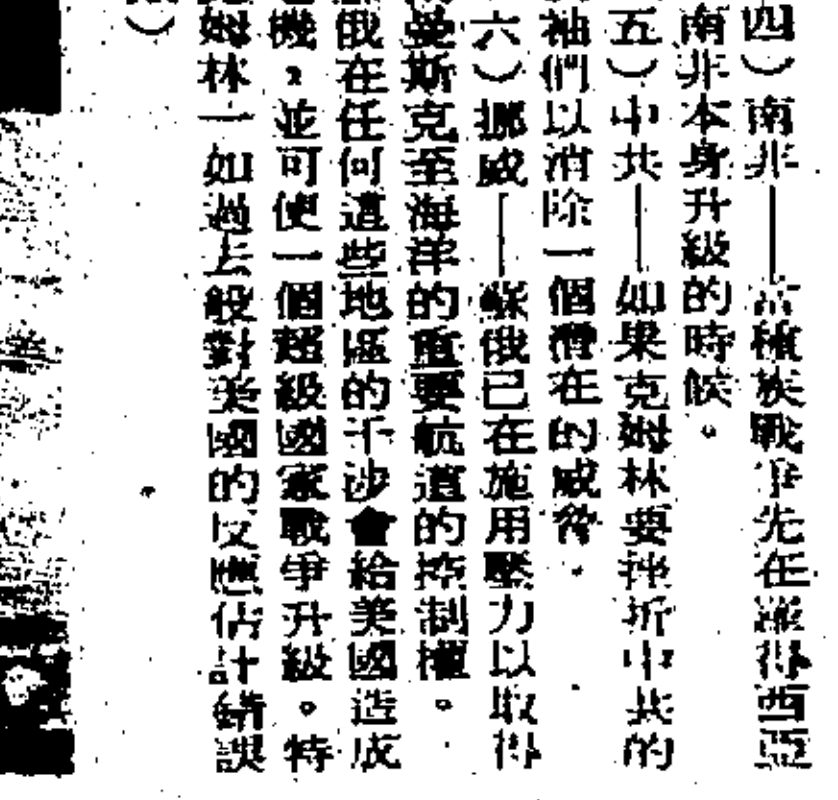 四）南非──當種族戰爭先在羅得西亞
南非本身升級的時候。
五）中共──如果克姆林要挫折中共的
袖們以消除一個潛在的威脅．
六）挪威──蘇俄已在施用壓力以取得
曼斯克至海洋的重要航道的控制權。
俄在任何這些地區的干涉會給美國造成
機，並可使一個超級國家戰爭升級。特
姆林一如過去般對美國的反應估計錯誤
）